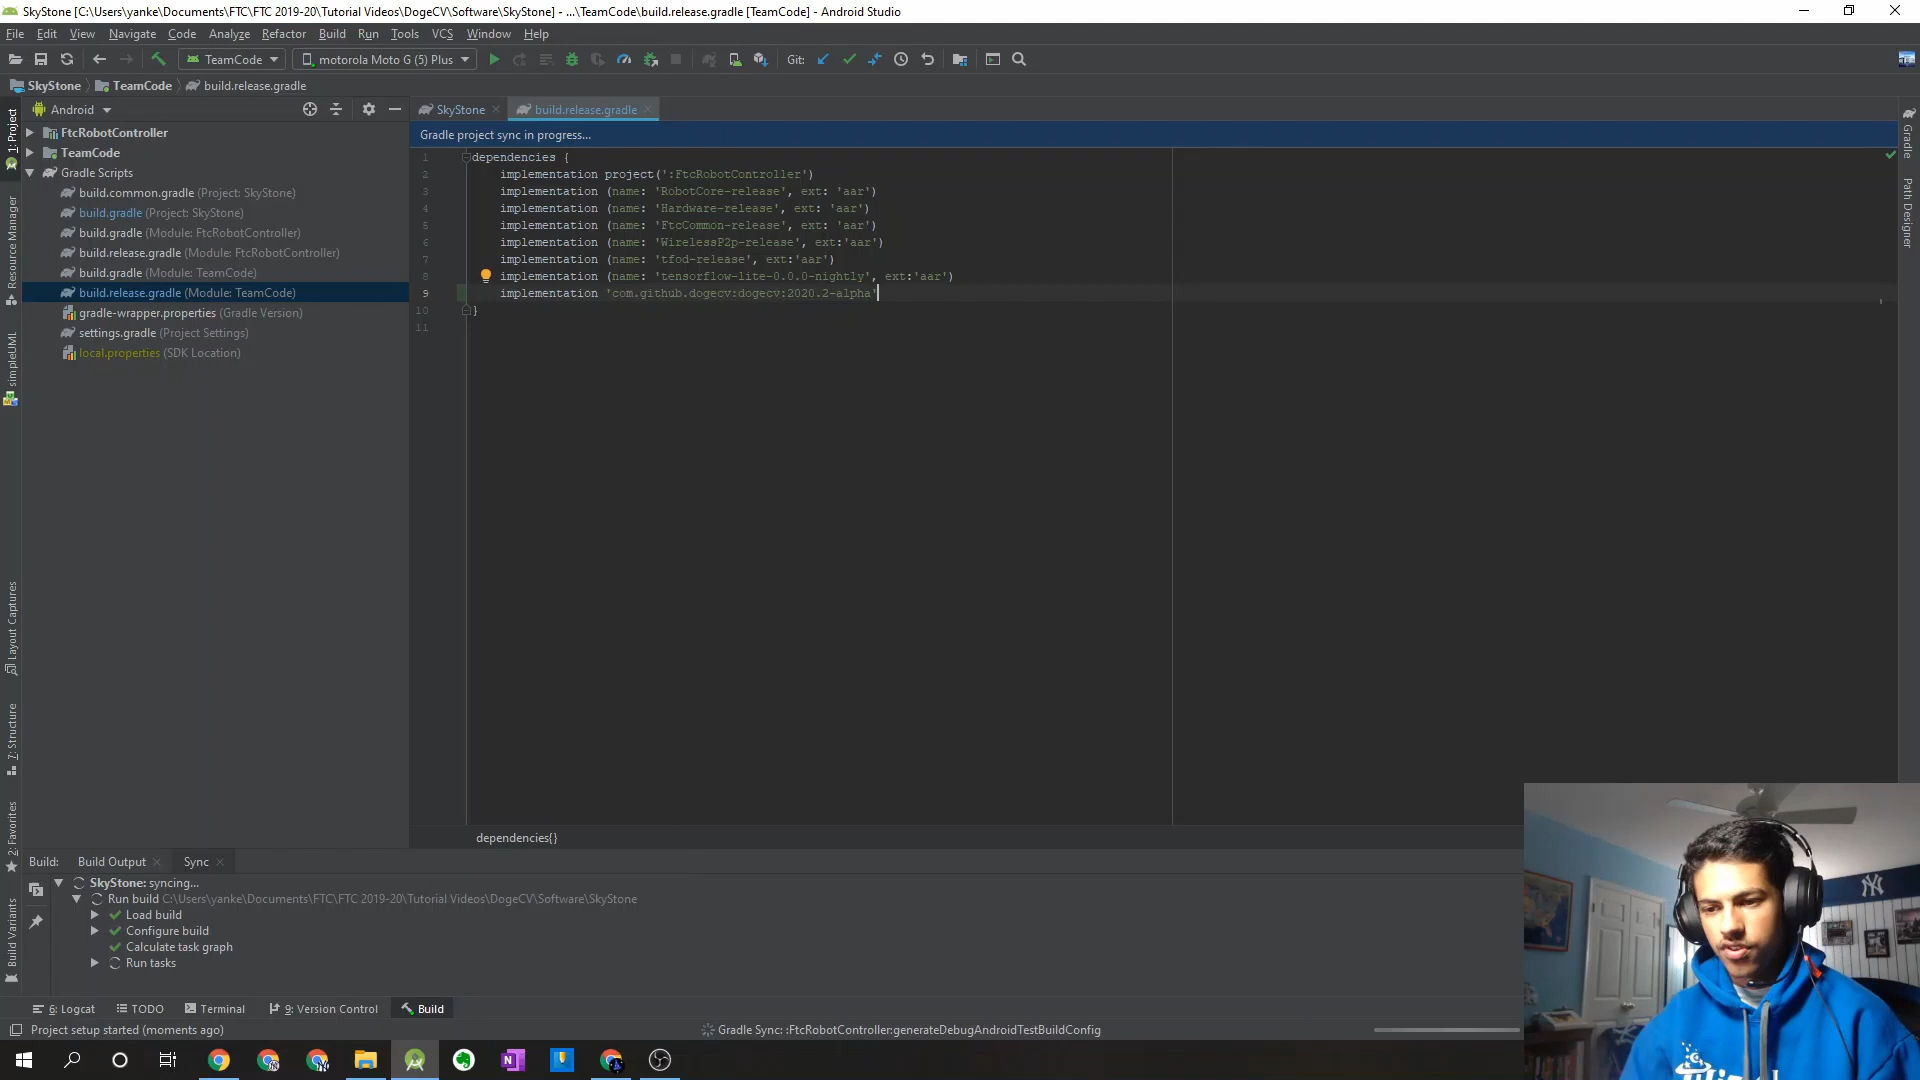 SkyStone [C:\Users\yanke\Documents\FTC\FTC 2019-20\Tutorial Videos\DogeCV\Software\SkyStone] - ...\TeamCode\build.release.gradle [TeamCode] - Android Studio
File Edit View Navigate Code Analyze Refactor Build Run Tools VCS Window Help
TeamCode motorola Moto G (5) Plus Git:
SkyStone TeamCode build.release.gradle
Android SkyStone build.release.gradle
Gradle project sync in progress...
1: Project
Resource Manager
simpleUML
Layout Captures
7: Structure
2: Favorites
Build Variants
Gradle
Path Designer
FtcRobotController
TeamCode
Gradle Scripts
build.common.gradle (Project: SkyStone)
build.gradle (Project: SkyStone)
build.gradle (Module: FtcRobotController)
build.release.gradle (Module: FtcRobotController)
build.gradle (Module: TeamCode)
build.release.gradle (Module: TeamCode)
gradle-wrapper.properties (Gradle Version)
settings.gradle (Project Settings)
local.properties (SDK Location)
1 dependencies {
2 implementation project(':FtcRobotController')
3 implementation (name: 'RobotCore-release', ext: 'aar')
4 implementation (name: 'Hardware-release', ext: 'aar')
5 implementation (name: 'FtcCommon-release', ext: 'aar')
6 implementation (name: 'WirelessP2p-release', ext:'aar')
7 implementation (name: 'tfod-release', ext:'aar')
8 implementation (name: 'tensorflow-lite-0.0.0-nightly', ext:'aar')
9 implementation 'com.github.dogecv:dogecv:2020.2-alpha'
10 }
11
dependencies{}
Build: Build Output Sync
SkyStone: syncing...
Run build C:\Users\yanke\Documents\FTC\FTC 2019-20\Tutorial Videos\DogeCV\Software\SkyStone
Load build
Configure build
Calculate task graph
Run tasks
6: Logcat TODO Terminal 9: Version Control Build
Project setup started (moments ago) Gradle Sync: :FtcRobotController:generateDebugAndroidTestBuildConfig